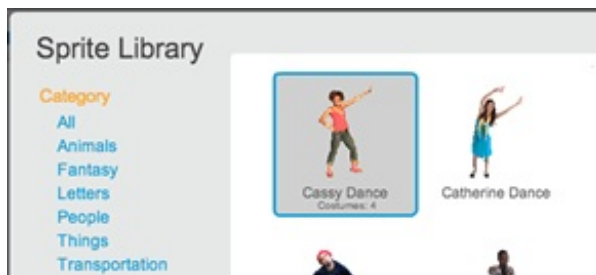 Sprite Library
Category
All
Animals
Fantasy
Letters
People
Things
Transportation
Cassy Dance
Costumes: 4
Catherine Dance